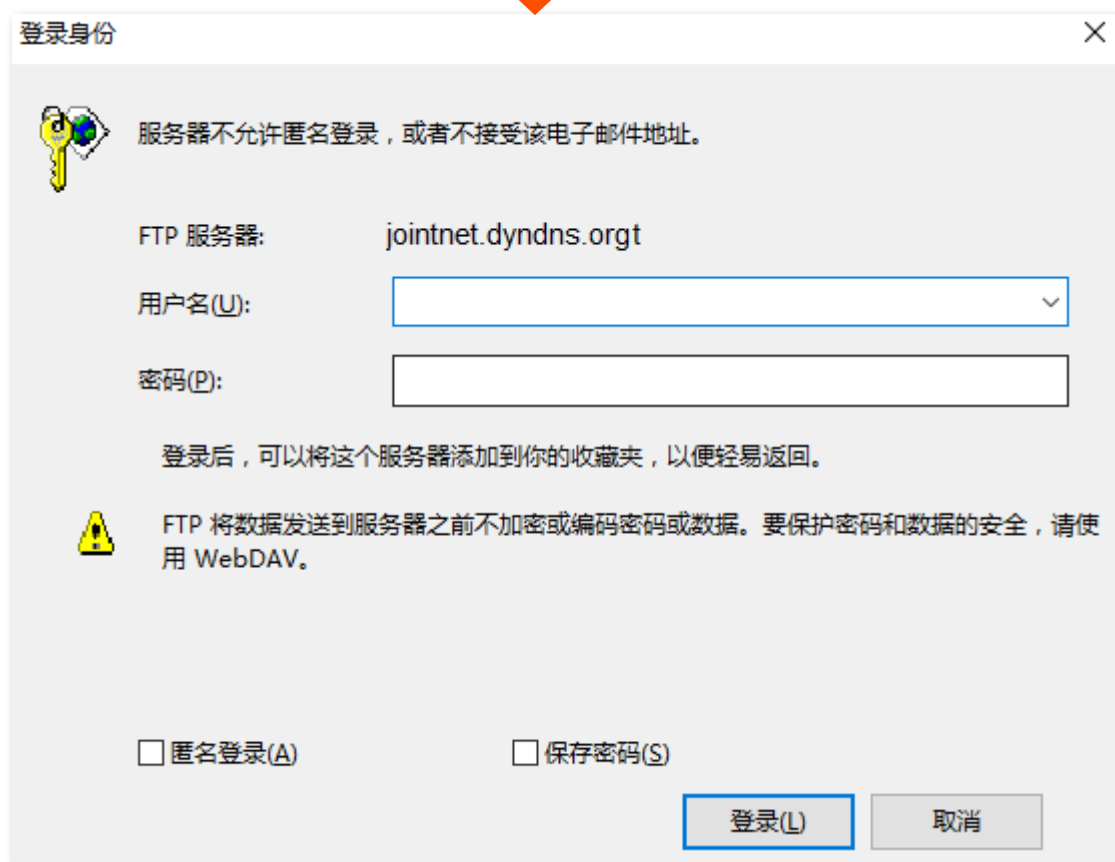 登录身份
服务器不允许匿名登录，或者不接受该电子邮件地址。
FTP 服务器: jointnet.dyndns.orgt
用户名(U):
密码(P):
登录后，可以将这个服务器添加到你的收藏夹，以便轻易返回。
FTP 将数据发送到服务器之前不加密或编码密码或数据。要保护密码和数据的安全，请使
用 WebDAV。
匿名登录(A) 保存密码(S)
登录(L) 取消